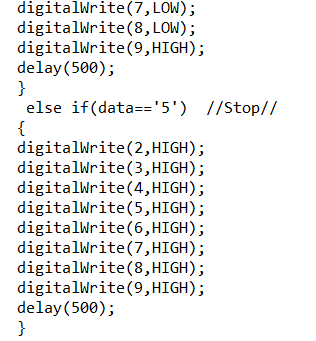 digitalWrite(7,LOW);
digitalWrite(8,LOW);
digitalWrite(9,HIGH);
delay(500);
}
else if(data=='5')  //Stop//
{
digitalWrite(2,HIGH);
digitalWrite(3,HIGH);
digitalWrite(4,HIGH);
digitalWrite(5,HIGH);
digitalWrite(6,HIGH);
digitalWrite(7,HIGH);
digitalWrite(8,HIGH);
digitalWrite(9,HIGH);
delay(500);
}